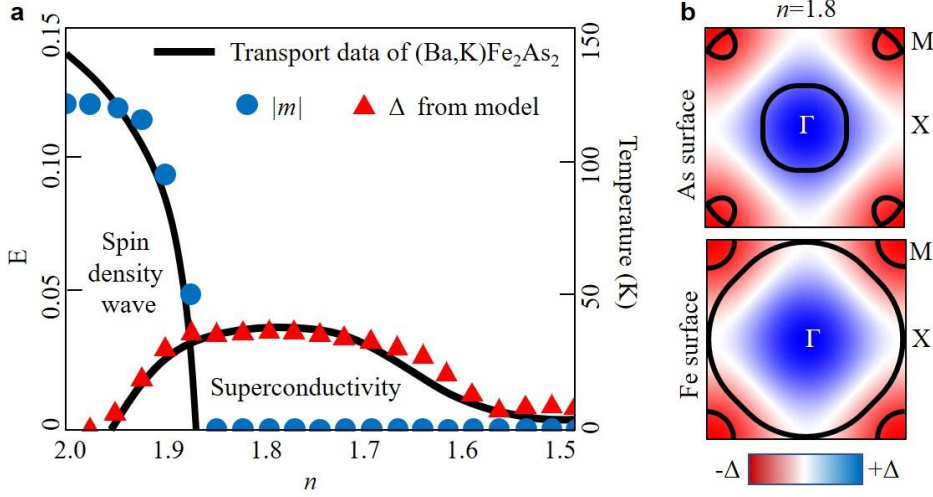 a
0.15
0.10
0.05
0
E
Transport data of (Ba,K)Fe₂As₂
|m|
Δ from model
Spin
density
wave
Superconductivity
150
100
50
0
Temperature (K)
2.0 1.9 1.8 1.7 1.6 1.5
n
b
n=1.8
As surface
Γ
M
X
Fe surface
Γ
M
X
-Δ +Δ